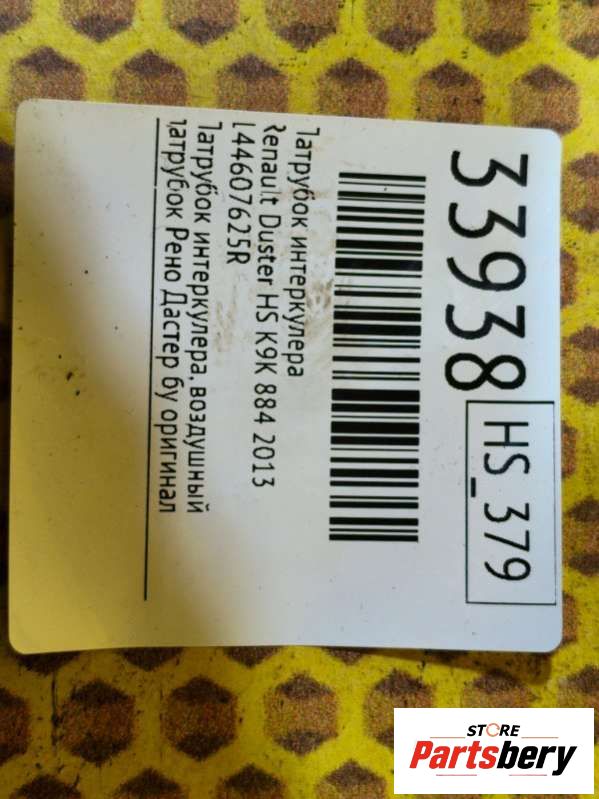 33938
HS_379
Патрубок интеркулера
Renault Duster HS K9K 884 2013
144607625R
Патрубок интеркулера, воздушный
патрубок Рено Дастер бу оригинал
STORE
Partsbery